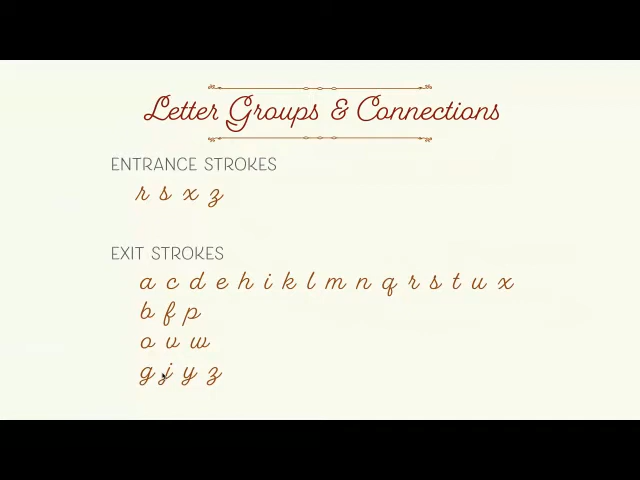 Letter Groups & Connections
ENTRANCE STROKES
r s x z
EXIT STROKES
a c d e h i k l m n q r s t u x
b f p
o v w
g j y z